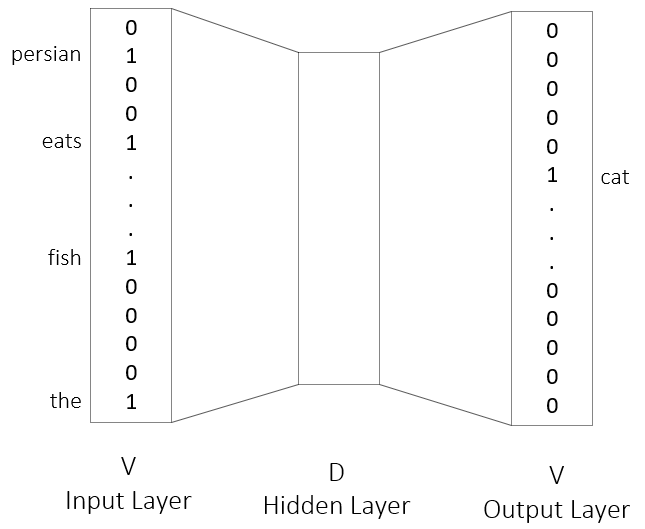 0
persian 1
0
0
eats 1
.
.
.
fish 1
0
0
0
0
the 1
V
Input Layer
D
Hidden Layer
0
0
0
0
0
1 cat
.
.
.
0
0
0
0
0
V
Output Layer